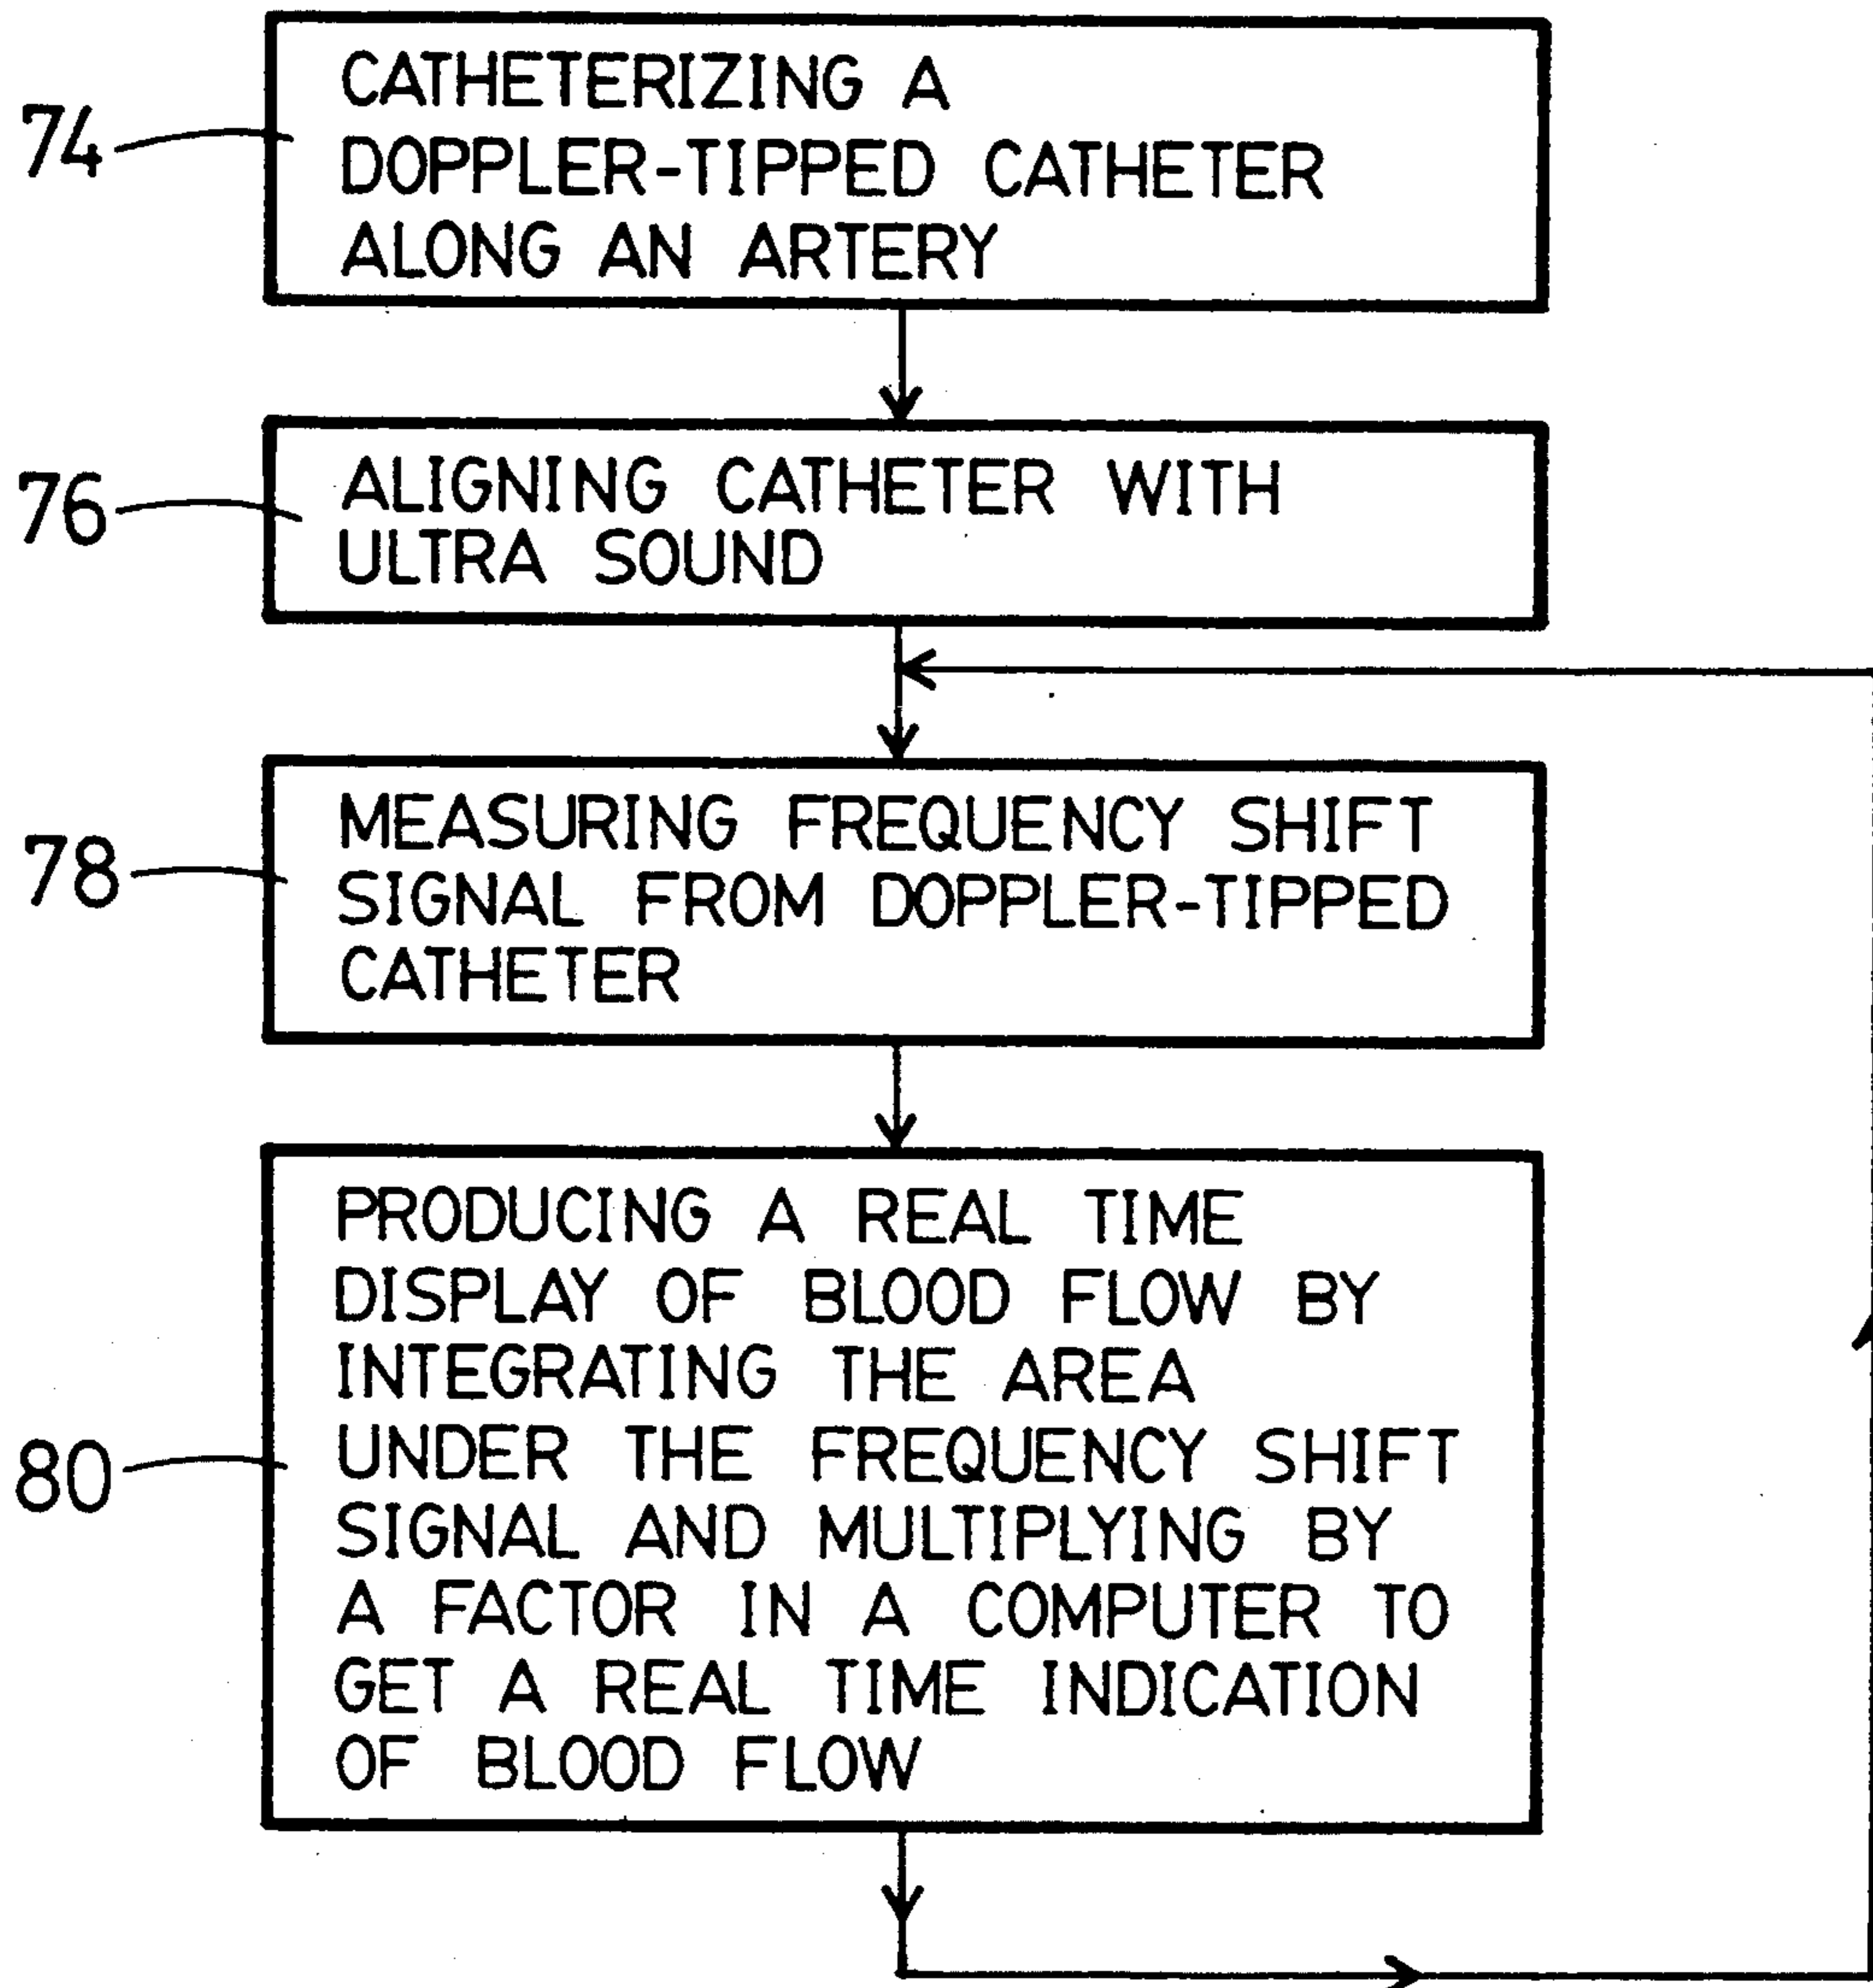 74
CATHETERIZING A
DOPPLER-TIPPED CATHETER
ALONG AN ARTERY
76
ALIGNING CATHETER WITH
ULTRA SOUND
78
MEASURING FREQUENCY SHIFT
SIGNAL FROM DOPPLER-TIPPED
CATHETER
80
PRODUCING A REAL TIME
DISPLAY OF BLOOD FLOW BY
INTEGRATING THE AREA
UNDER THE FREQUENCY SHIFT
SIGNAL AND MULTIPLYING BY
A FACTOR IN A COMPUTER TO
GET A REAL TIME INDICATION
OF BLOOD FLOW